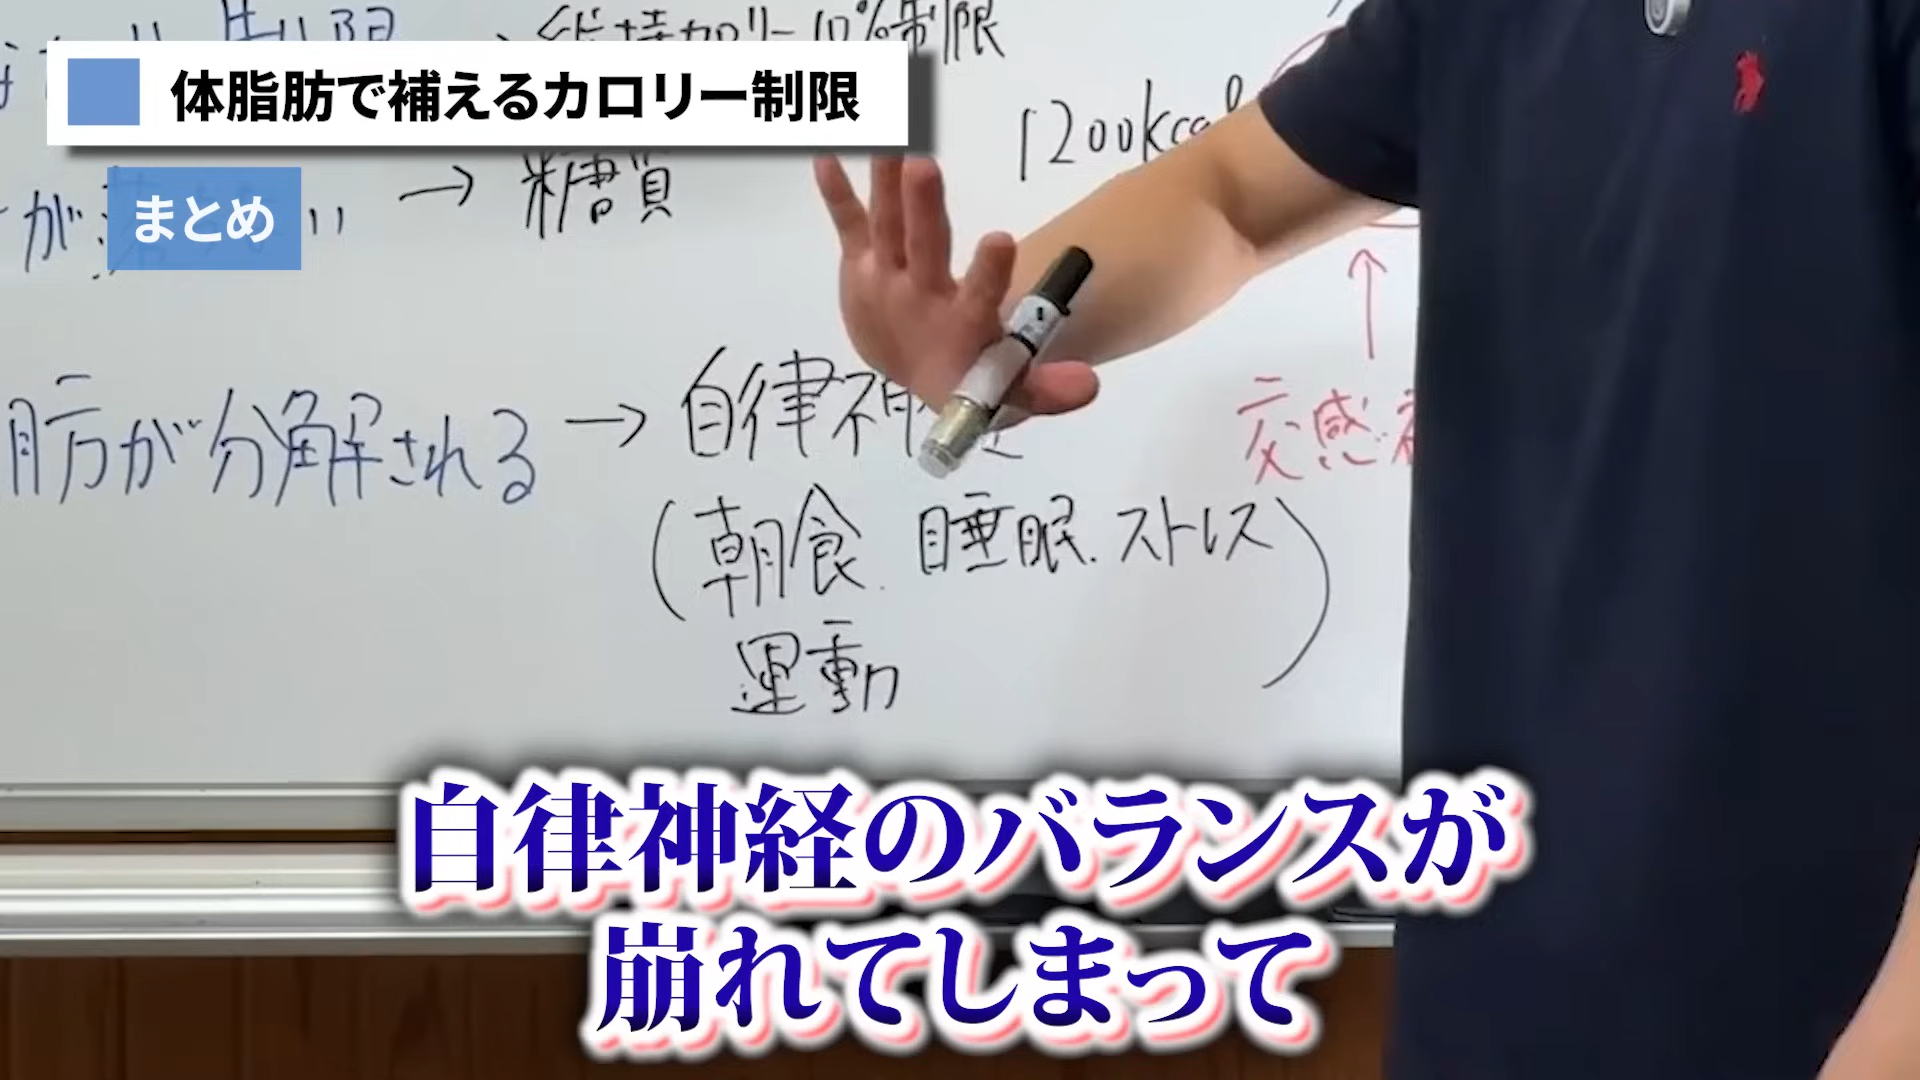 維持カロリー10%制限
体脂肪で補えるカロリー制限
1200kcal
まとめ
が
→ 糖質
肪が分解される → 自律神経
交感神
(朝食、睡眠、ストレス)
運動
自律神経のバランスが
崩れてしまって